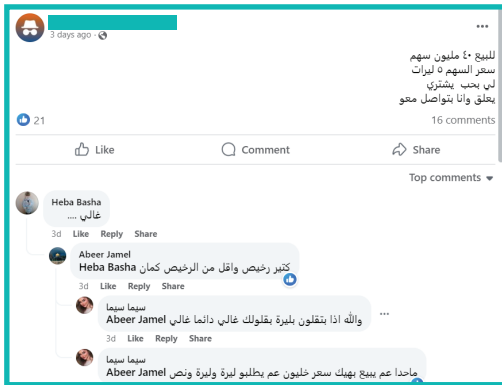 3 days ago ·
للبيع ٤٠ مليون سهم
سعر السهم ٥ ليرات
لي بحب يشتري
يعلق وانا بتواصل معو
21
16 comments
Like Comment Share
Top comments
Heba Basha
غالي ....
3d Like Reply Share
Abeer Jamel
Heba Basha كتير رخيص واقل من الرخيص كمان
3d Like Reply Share
سيما سيما
Abeer Jamel والله اذا بتقلون بليرة بقلولك غالي دائما غالي
3d Like Reply Share
سيما سيما
Abeer Jamel ماحدا عم يبيع بهيك سعر خليون عم يطلبو ليرة وليرة ونص